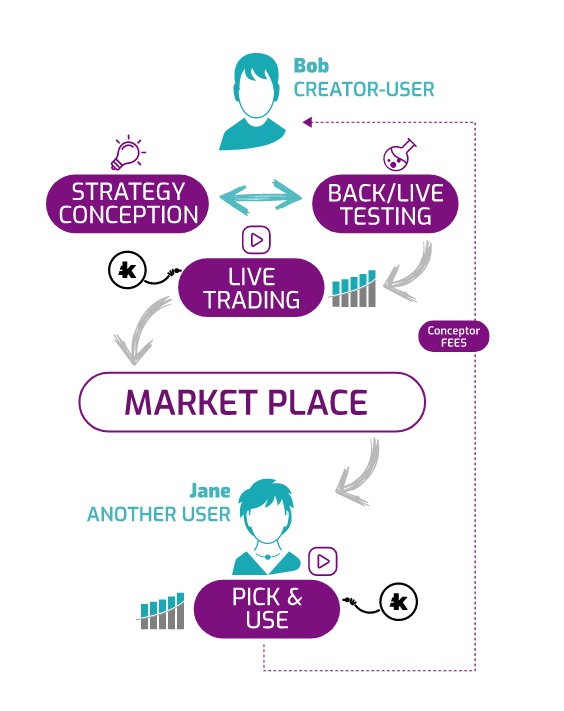 Bob
CREATOR-USER
STRATEGY
CONCEPTION
BACK/LIVE
TESTING
LIVE
TRADING
Conceptor
FEES
MARKET PLACE
Jane
ANOTHER USER
PICK &
USE